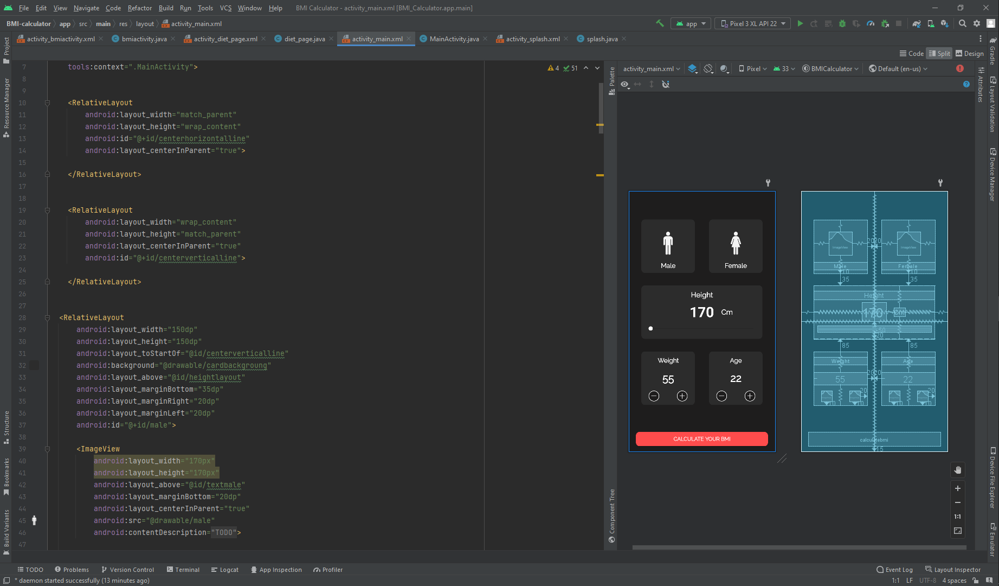 File Edit View Navigate Code Refactor Build Run Tools VCS Window Help BMI Calculator - activity_main.xml [BMI_Calculator.app.main]
BMI-calculator app src main res layout activity_main.xml
app Pixel 3 XL API 22
activity_bmiactivity.xml bmiactivity.java activity_diet_page.xml diet_page.java activity_main.xml MainActivity.java activity_splash.xml splash.java
Code Split Design
Project
Resource Manager
Structure
Bookmarks
Build Variants
4 51
7 tools:context=".MainActivity">
8
9
10 <RelativeLayout
11 android:layout_width="match_parent"
12 android:layout_height="wrap_content"
13 android:id="@+id/centerhorizontalline"
14 android:layout_centerInParent="true">
15
16 </RelativeLayout>
17
18
19 <RelativeLayout
20 android:layout_width="wrap_content"
21 android:layout_height="match_parent"
22 android:layout_centerInParent="true"
23 android:id="@+id/centerverticalline">
24
25 </RelativeLayout>
26
27
28 <RelativeLayout
29 android:layout_width="150dp"
30 android:layout_height="150dp"
31 android:layout_toStartOf="@id/centerverticalline"
32 android:background="@drawable/cardbackgroung"
33 android:layout_above="@id/heightlayout"
34 android:layout_marginBottom="35dp"
35 android:layout_marginRight="20dp"
36 android:layout_marginLeft="20dp"
37 android:id="@+id/male">
38
39 <ImageView
40 android:layout_width="170px"
41 android:layout_height="170px"
42 android:layout_above="@id/textmale"
43 android:layout_marginBottom="20dp"
44 android:layout_centerInParent="true"
45 android:src="@drawable/male"
46 android:contentDescription="TODO">
47
Palette
Component Tree
activity_main.xml Pixel 33 BMICalculator Default (en-us)
Male Female
Height
170 Cm
Weight Age
55 22
CALCULATE YOUR BMI
ImageView ImageView
2020
Male Female
10 10
35 35
Height
170 Cm
50
20
85 85
Weight Age
2020
55 22
20 20
10 10 10 10
calculatebmi
15
1:1
Attributes
Gradle
Layout Validation
Device Manager
Device File Explorer
Emulator
TODO Problems Version Control Terminal Logcat App Inspection Profiler Event Log Layout Inspector
* daemon started successfully (13 minutes ago) 1:1 LF UTF-8 4 spaces